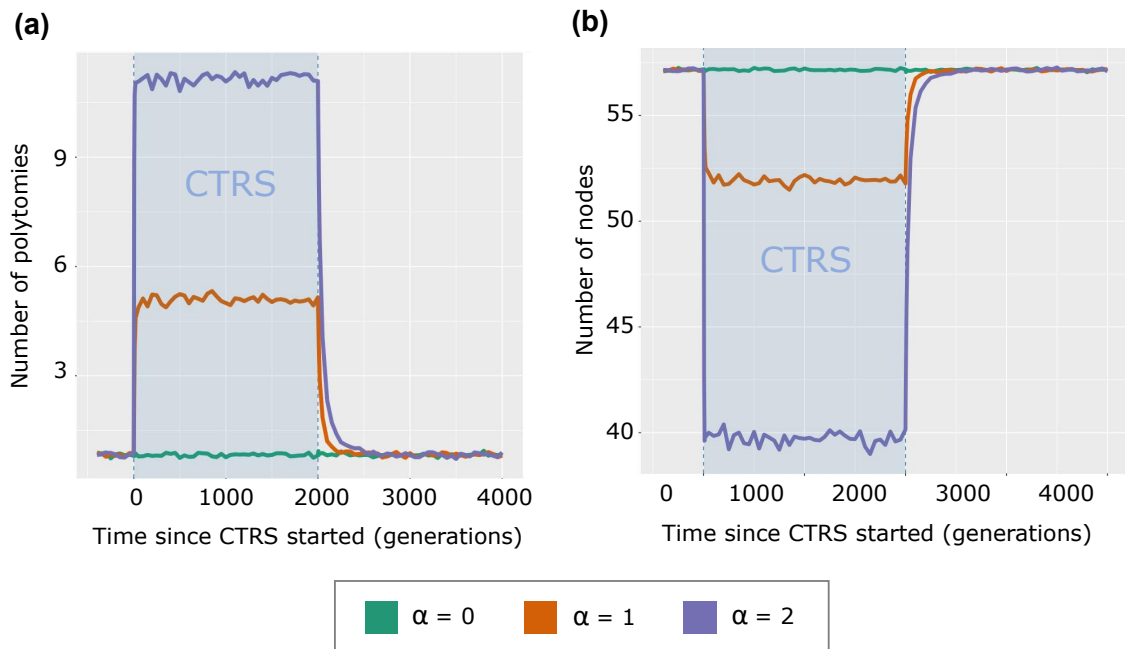 (a)
Number of polytomies
9
6
3
CTRS
0 1000 2000 3000 4000
Time since CTRS started (generations)
(b)
Number of nodes
55
50
45
40
CTRS
0 1000 2000 3000 4000
Time since CTRS started (generations)
α = 0 α = 1 α = 2